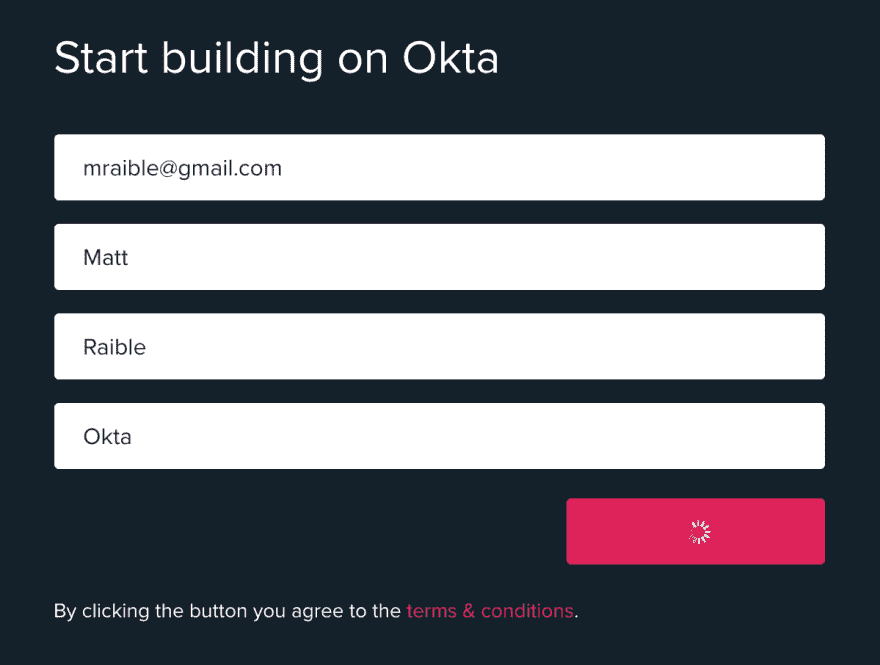 Start building on Okta
mraible@gmail.com
Matt
Raible
Okta
By clicking the button you agree to the terms & conditions.